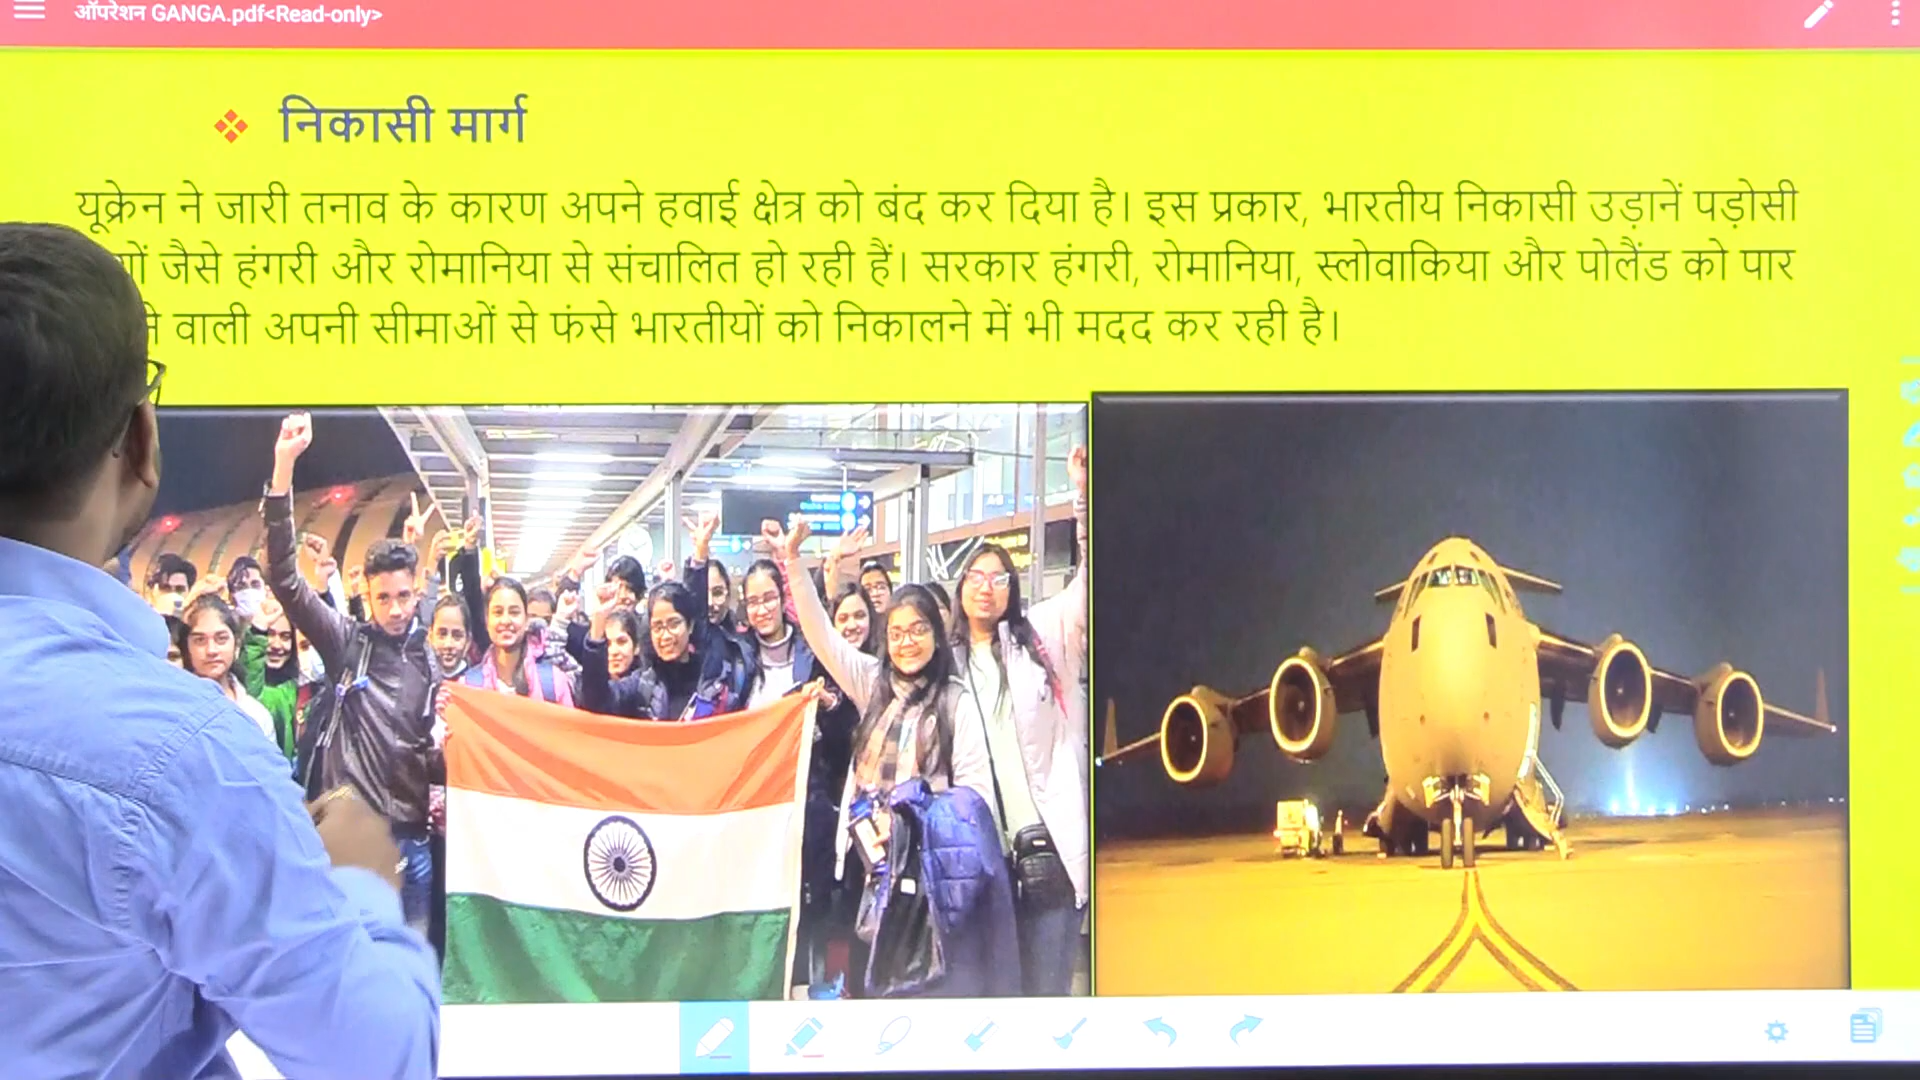 ऑपरेशन GANGA.pdf<Read-only>
निकासी मार्ग
यूक्रेन ने जारी तनाव के कारण अपने हवाई क्षेत्र को बंद कर दिया है। इस प्रकार, भारतीय निकासी उड़ानें पड़ोसी
जैसे हंगरी और रोमानिया से संचालित हो रही हैं। सरकार हंगरी, रोमानिया, स्लोवाकिया और पोलैंड को पार
वाली अपनी सीमाओं से फंसे भारतीयों को निकालने में भी मदद कर रही है।